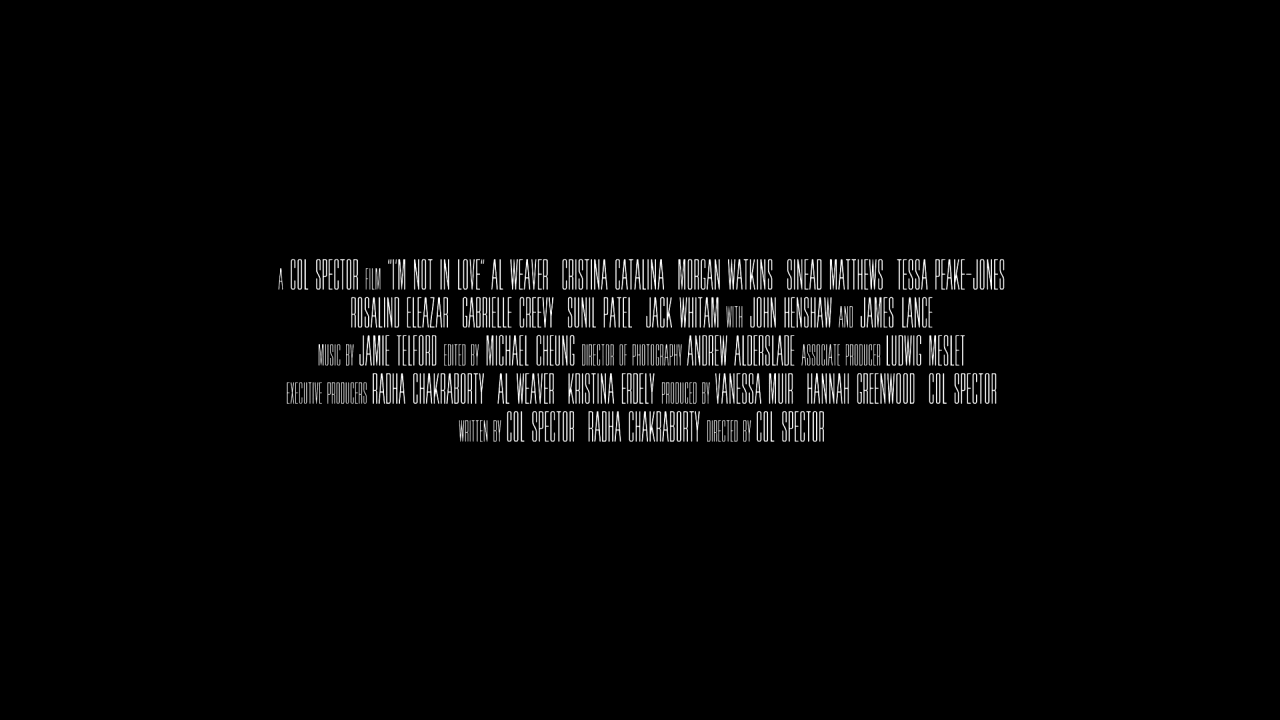 A COL SPECTOR FILM "I'M NOT IN LOVE" AL WEAVER CRISTINA CATALINA MORGAN WATKINS SINEAD MATTHEWS TESSA PEAKE-JONES
ROSALIND ELEAZAR GABRIELLE CREEVY SUNIL PATEL JACK WHITAM WITH JOHN HENSHAW AND JAMES LANCE
MUSIC BY JAMIE TELFORD EDITED BY MICHAEL CHEUNG DIRECTOR OF PHOTOGRAPHY ANDREW ALDERSLADE ASSOCIATE PRODUCER LUDWIG MESLET
EXECUTIVE PRODUCERS RADHA CHAKRABORTY AL WEAVER KRISTINA ERDELY PRODUCED BY VANESSA MUIR HANNAH GREENWOOD COL SPECTOR
WRITTEN BY COL SPECTOR RADHA CHAKRABORTY DIRECTED BY COL SPECTOR